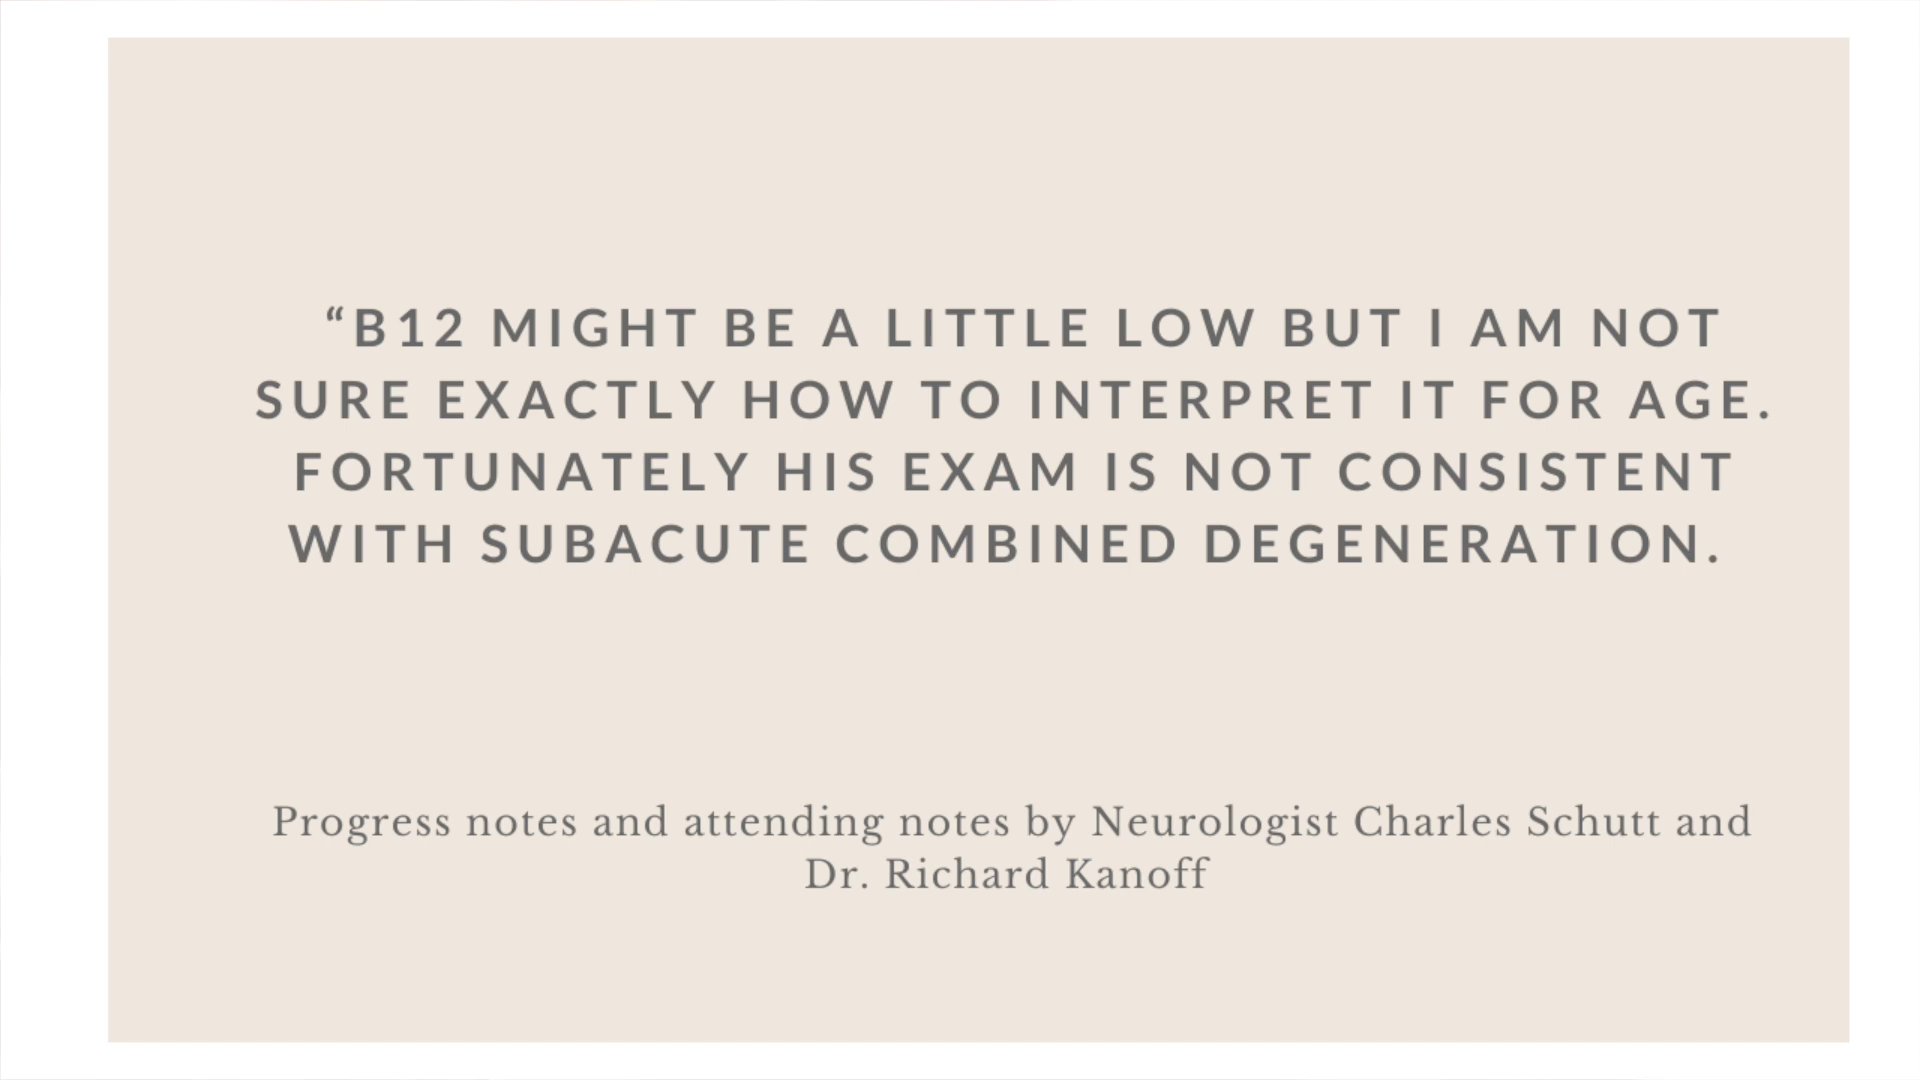 “B12 MIGHT BE A LITTLE LOW BUT I AM NOT
SURE EXACTLY HOW TO INTERPRET IT FOR AGE.
FORTUNATELY HIS EXAM IS NOT CONSISTENT
WITH SUBACUTE COMBINED DEGENERATION.
Progress notes and attending notes by Neurologist Charles Schutt and
Dr. Richard Kanoff